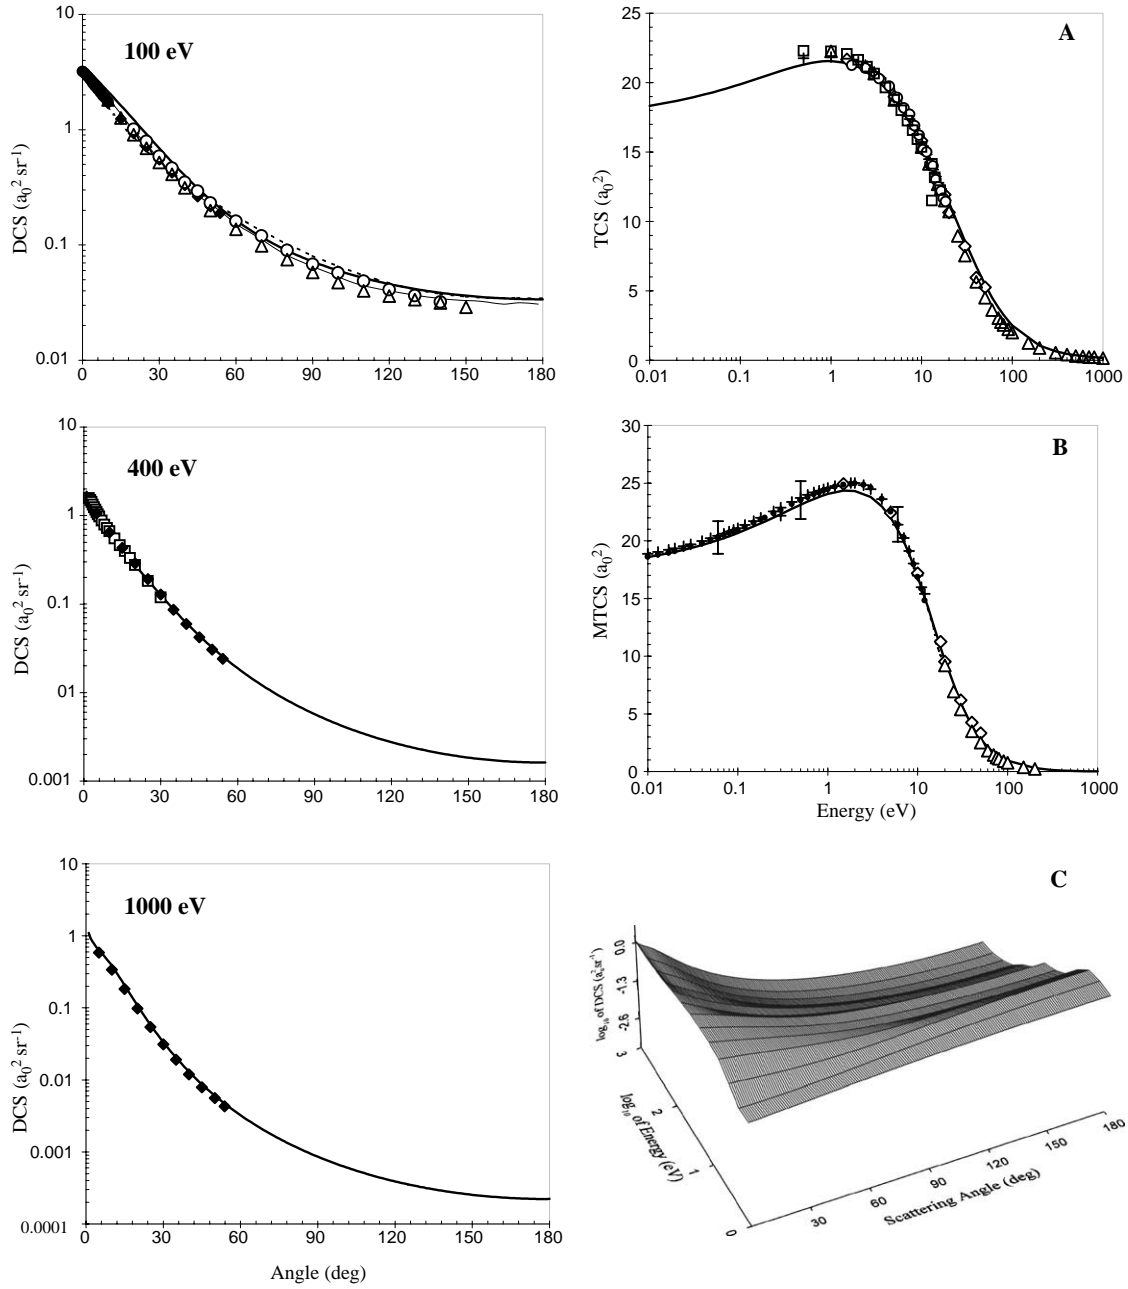 100 eV
DCS (a₀² sr⁻¹)
10
1
0.1
0.01
0 30 60 90 120 150 180
A
TCS (a₀²)
25
20
15
10
5
0
0.01 0.1 1 10 100 1000
400 eV
DCS (a₀² sr⁻¹)
10
1
0.1
01
0.001
0 30 60 90 120 150 180
B
MTCS (a₀²)
30
25
20
15
10
5
0
0.01 0.1 1 10 100 1000
Energy (eV)
1000 eV
DCS (a₀² sr⁻¹)
10
1
0.1
0.01
0.001
0.0001
0 30 60 90 120 150 180
Angle (deg)
C
log₁₀ of DCS (a₀² sr⁻¹)
0.0
-1.3
-2.6
3
2
1
0
log₁₀ of Energy (eV)
30 60 90 120 150 180
Scattering Angle (deg)